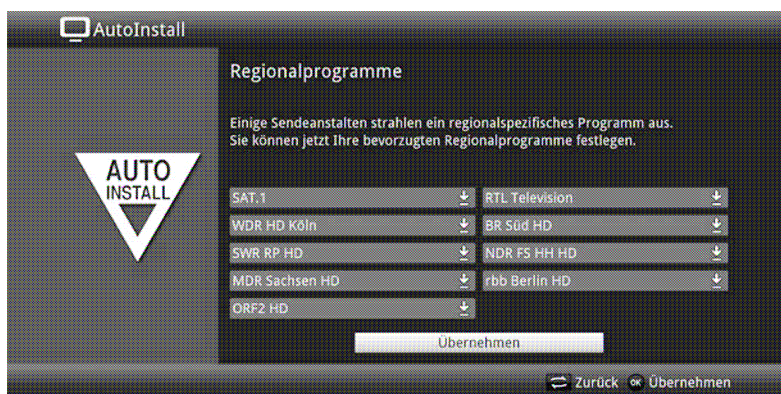 AutoInstall
Regionalprogramme
Einige Sendeanstalten strahlen ein regionalspezifisches Programm aus.
Sie können jetzt Ihre bevorzugten Regionalprogramme festlegen.
AUTO
INSTALL
SAT.1
RTL Television
WDR HD Köln
BR Süd HD
SWR RP HD
NDR FS HH HD
MDR Sachsen HD
rbb Berlin HD
ORF2 HD
Übernehmen
Zurück OK Übernehmen